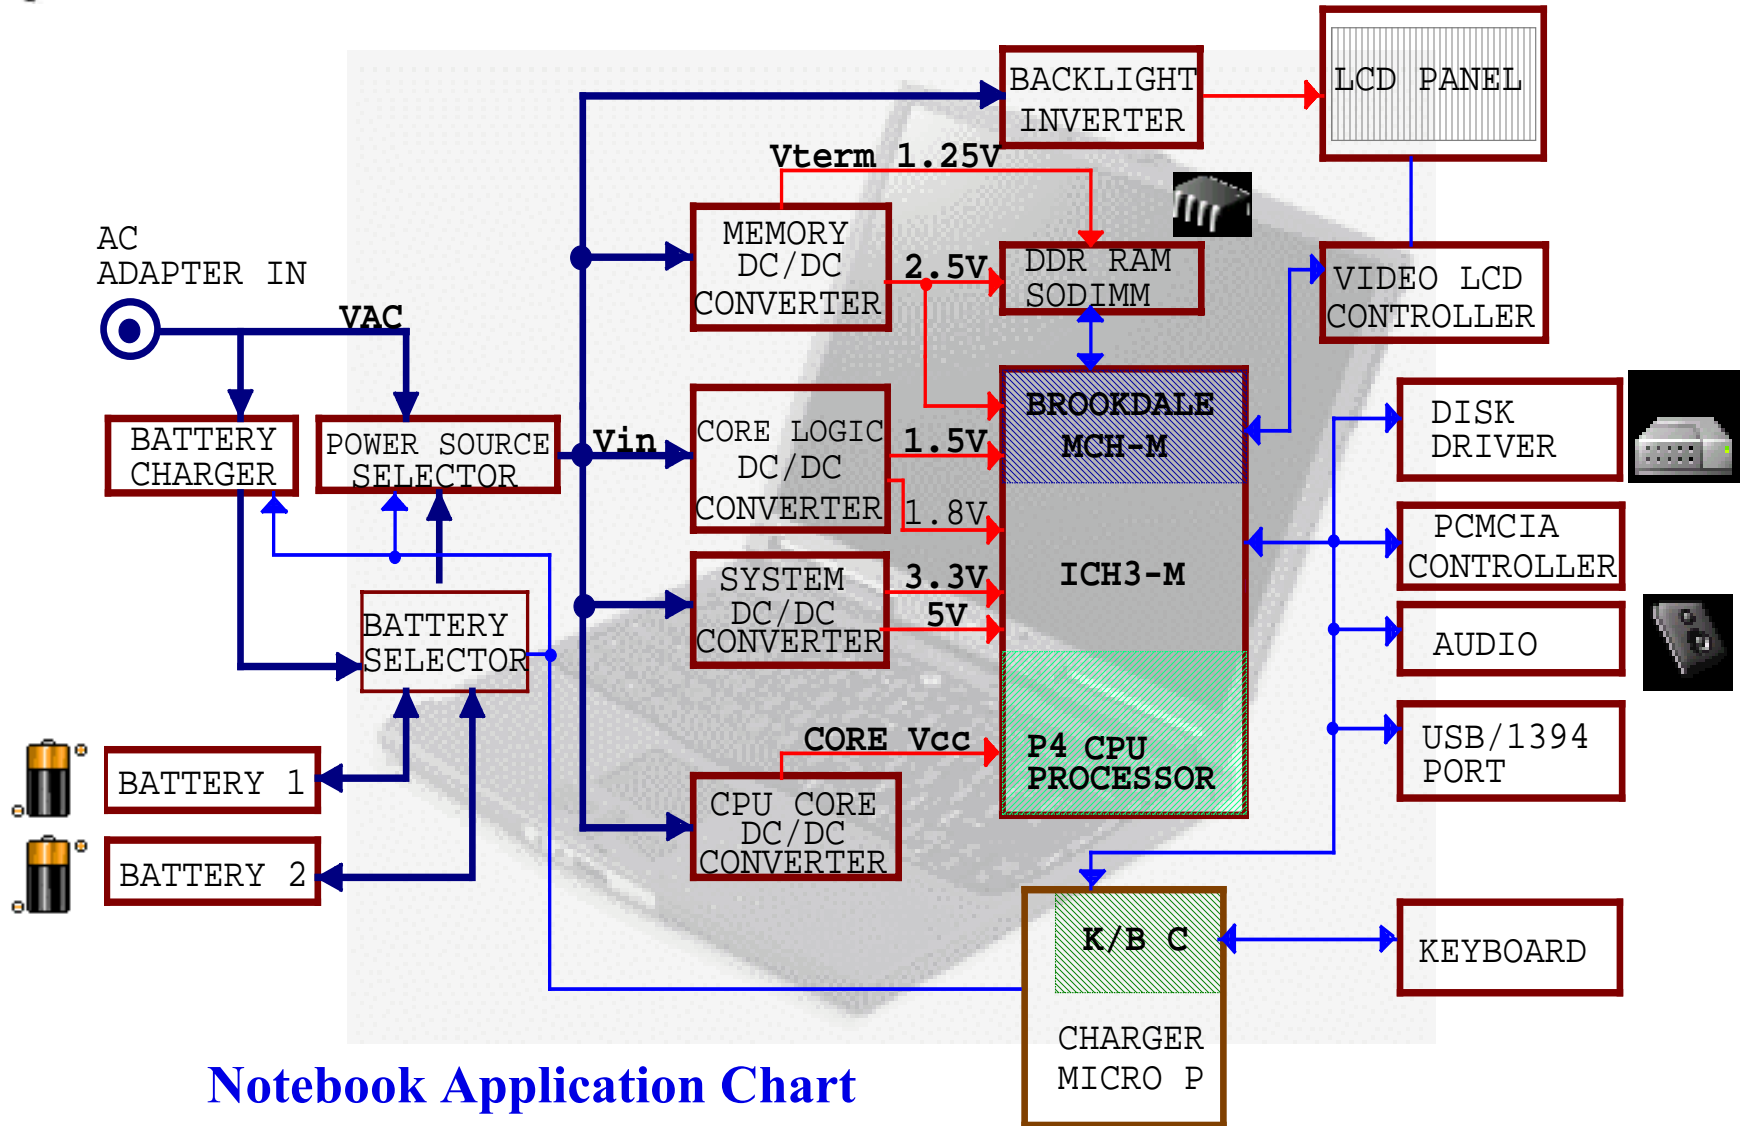 BACKLIGHT
INVERTER
LCD PANEL
Vterm 1.25V
AC
ADAPTER IN
VAC
MEMORY
DC/DC
CONVERTER
2.5V
DDR RAM
SODIMM
VIDEO LCD
CONTROLLER
BATTERY
CHARGER
POWER SOURCE
SELECTOR
Vin
CORE LOGIC
DC/DC
CONVERTER
1.5V
1.8V
BROOKDALE
MCH-M
DISK
DRIVER
PCMCIA
CONTROLLER
SYSTEM
DC/DC
CONVERTER
3.3V
5V
ICH3-M
BATTERY
SELECTOR
AUDIO
USB/1394
PORT
CORE Vcc
P4 CPU
PROCESSOR
BATTERY 1
CPU CORE
DC/DC
CONVERTER
BATTERY 2
K/B C
KEYBOARD
CHARGER
MICRO P
Notebook Application Chart